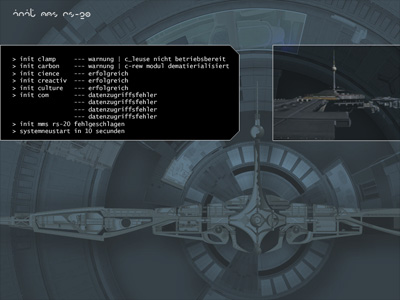 init mms rs-20
> init clamp --- warnung | c_leuse nicht betriebsbereit
> init carbon --- warnung | c-rew modul dematierialisiert
> init cience --- erfolgreich
> init creactiv --- erfolgreich
> init culture --- erfolgreich
> init com --- datenzugriffsfehler
--- datenzugriffsfehler
--- datenzugriffsfehler
--- datenzugriffsfehler
> init mms rs-20 fehlgeschlagen
> systemneustart in 10 sekunden